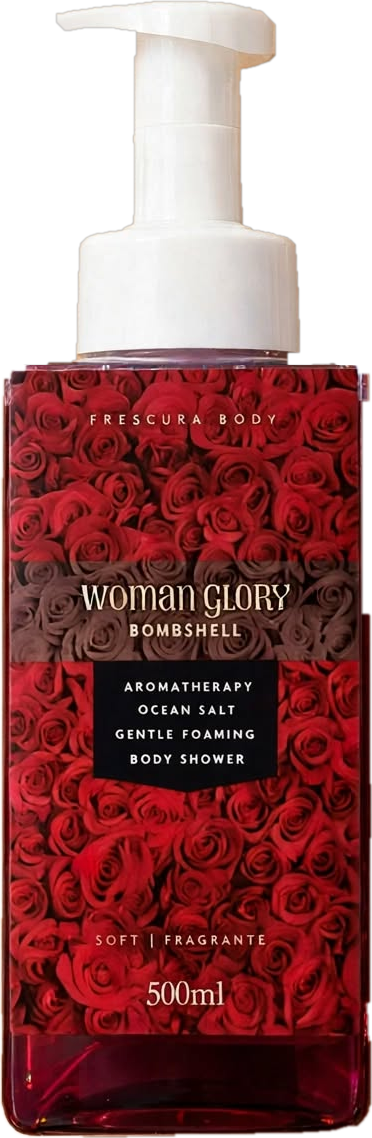 FRESCURA BODY
WOMAN GLORY
BOMBSHELL
AROMATHERAPY
OCEAN SALT
GENTLE FOAMING
BODY SHOWER
SOFT | FRAGRANTE
500ml